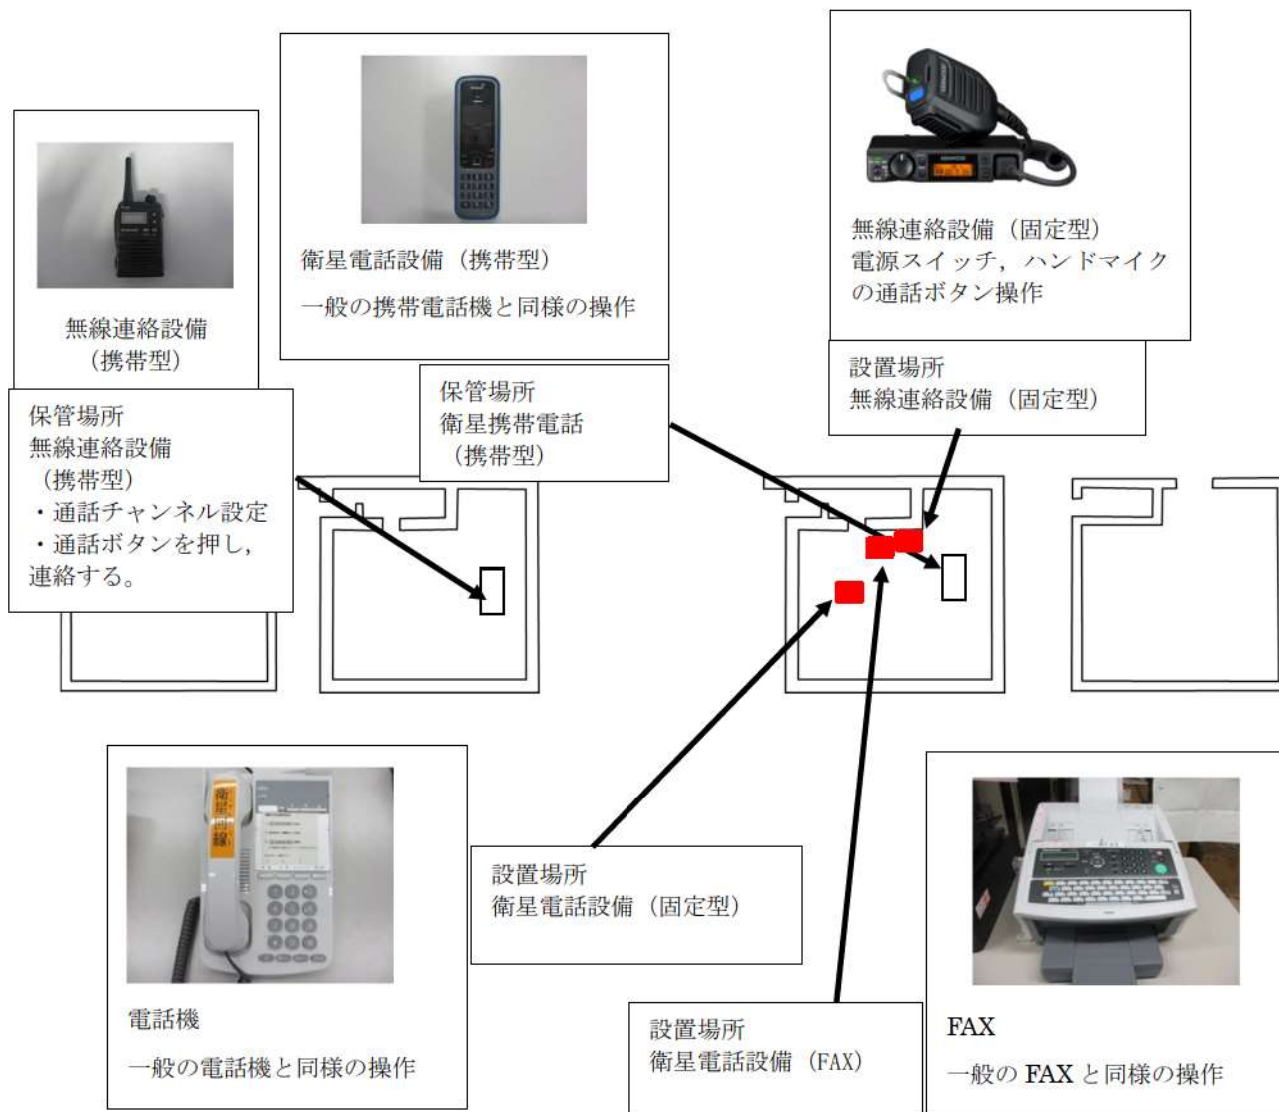 無線連絡設備
（携帯型）
衛星電話設備（携帯型）
一般の携帯電話機と同様の操作
無線連絡設備（固定型）
電源スイッチ，ハンドマイク
の通話ボタン操作
保管場所
無線連絡設備
（携帯型）
・通話チャンネル設定
・通話ボタンを押し，
連絡する。
保管場所
衛星携帯電話
（携帯型）
設置場所
無線連絡設備（固定型）
衛星回線
電話機
一般の電話機と同様の操作
設置場所
衛星電話設備（固定型）
設置場所
衛星電話設備（FAX）
FAX
一般の FAX と同様の操作